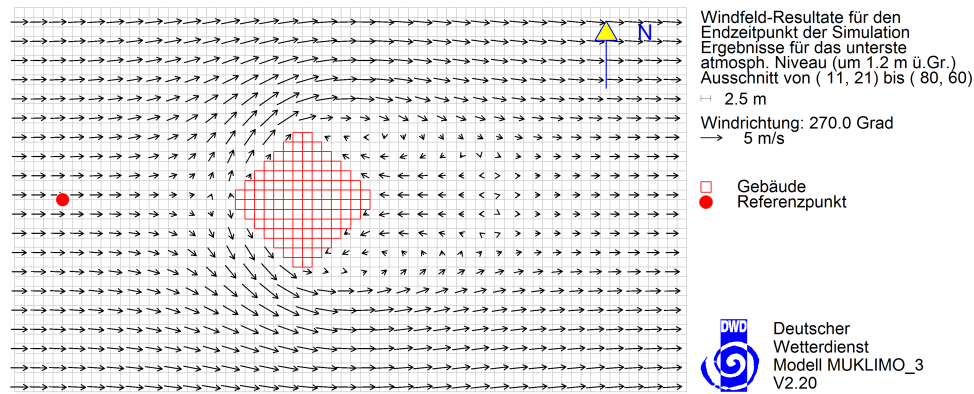 N
Windfeld-Resultate für den
Endzeitpunkt der Simulation
Ergebnisse für das unterste
atmosph. Niveau (um 1.2 m ü.Gr.)
Ausschnitt von ( 11, 21) bis ( 80, 60)
2.5 m
Windrichtung: 270.0 Grad
5 m/s
Gebäude
Referenzpunkt
DWD
Deutscher
Wetterdienst
Modell MUKLIMO_3
V2.20